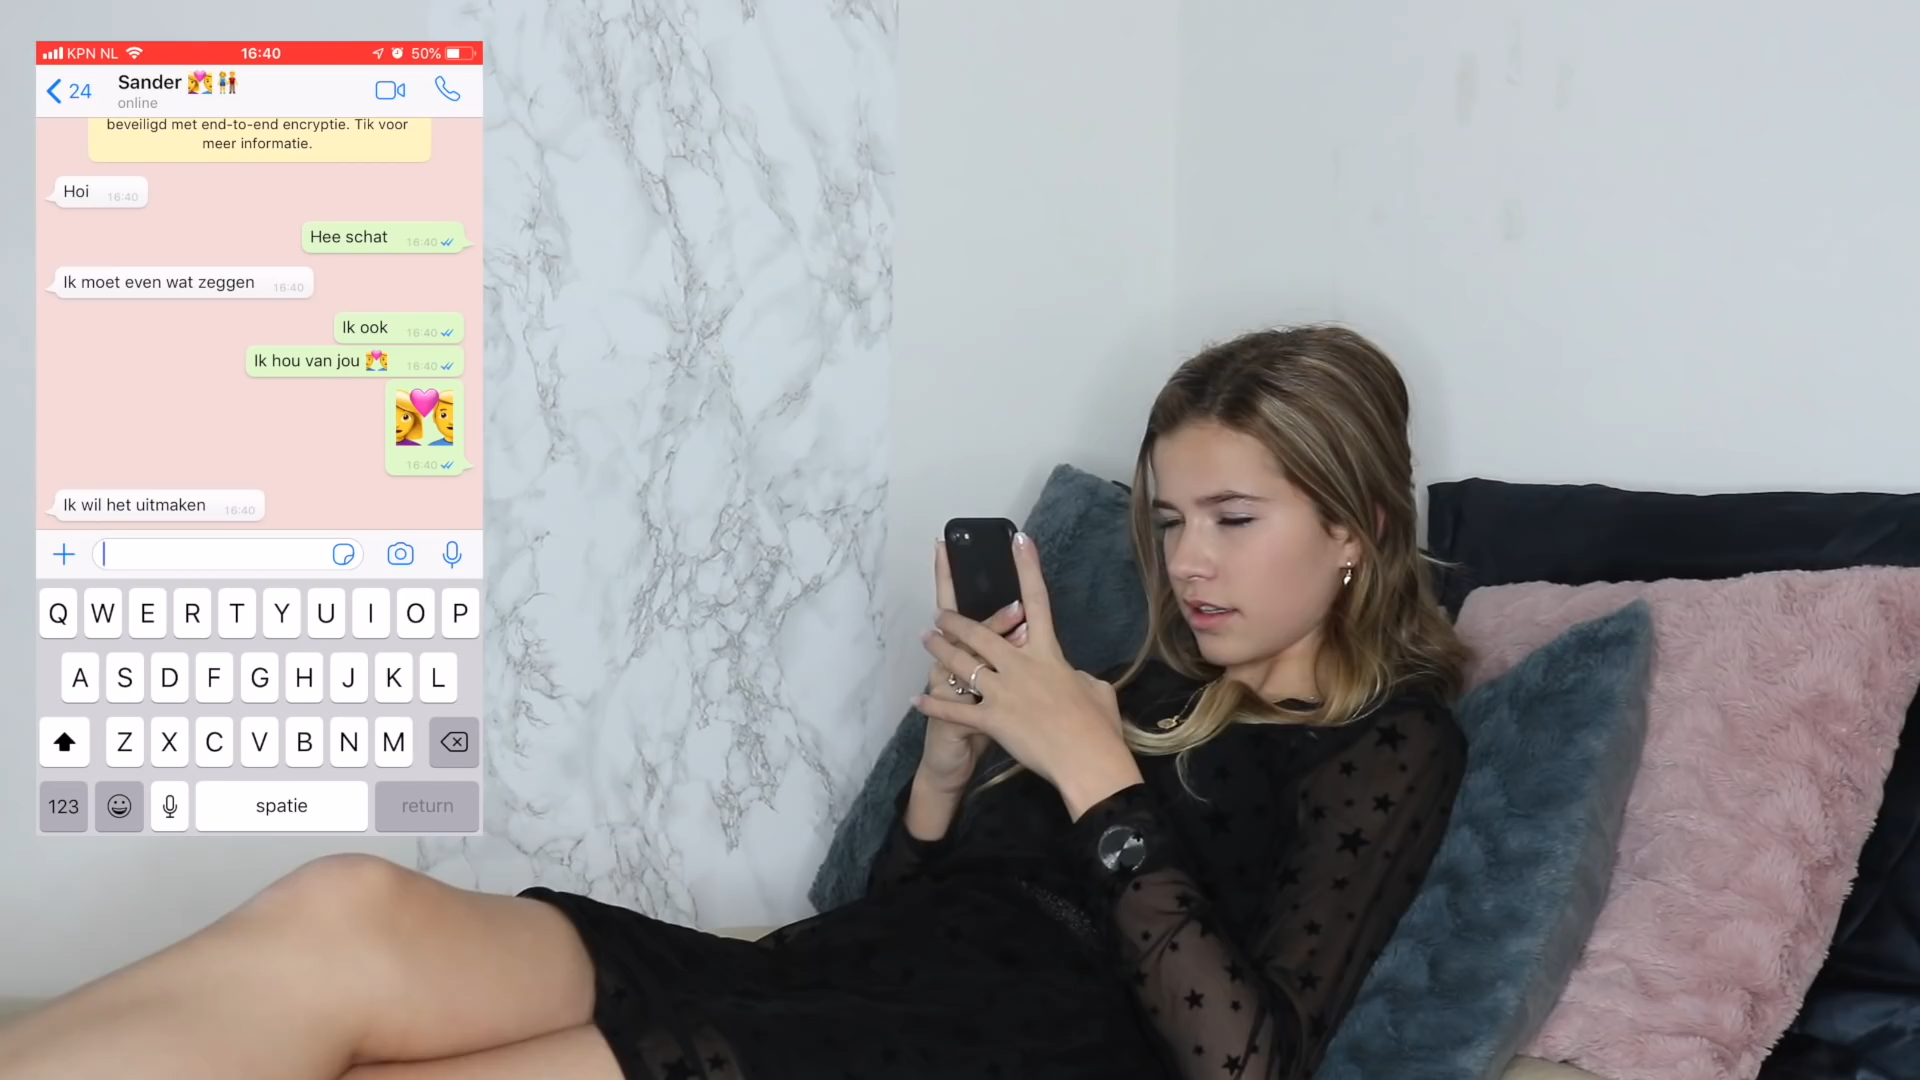 KPN NL 16:40 50%
24 Sander
online
beveiligd met end-to-end encryptie. Tik voor
meer informatie.
Hoi 16:40
Hee schat 16:40
Ik moet even wat zeggen 16:40
Ik ook 16:40
Ik hou van jou 16:40
16:40
Ik wil het uitmaken 16:40
Q W E R T Y U I O P
A S D F G H J K L
Z X C V B N M
123 spatie return